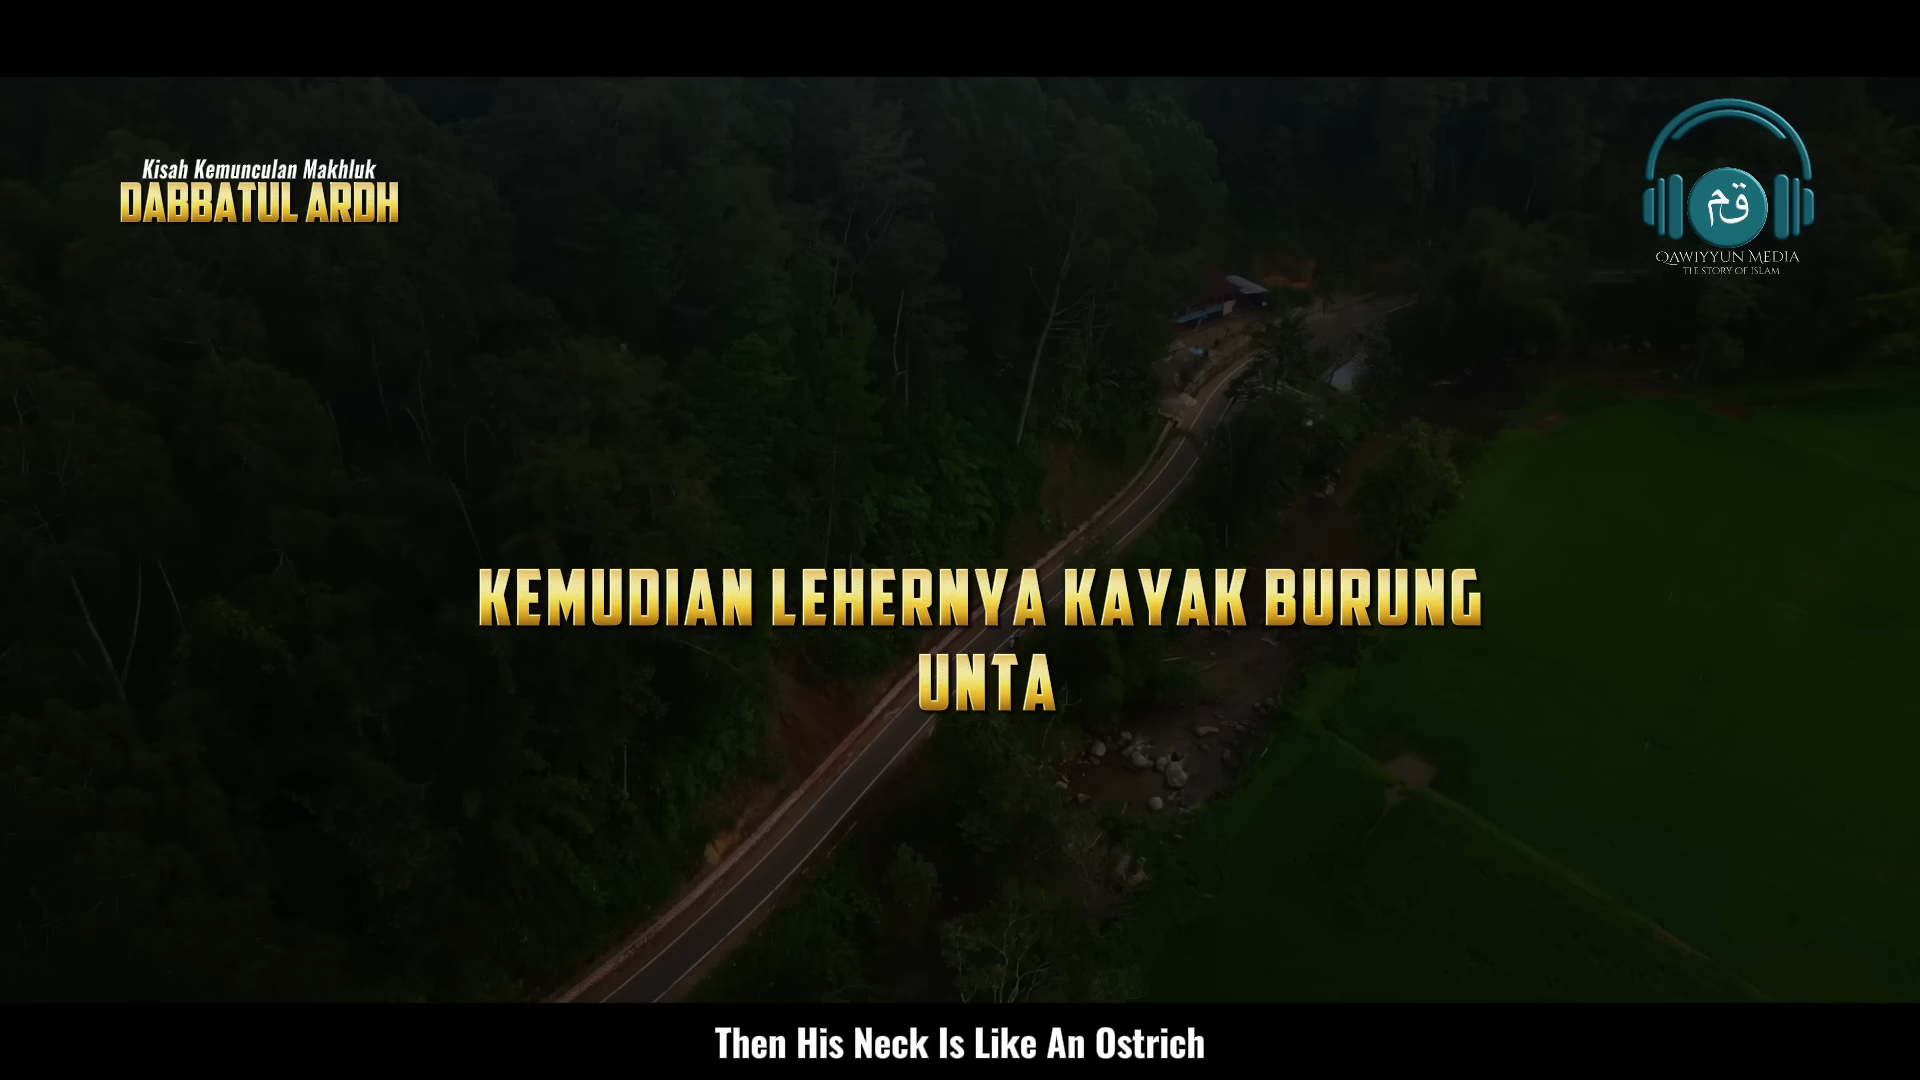 Kisah Kemunculan Makhluk
DABBATUL ARDH
قم
QAWIYYUN MEDIA
THE STORY OF ISLAM
KEMUDIAN LEHERNYA KAYAK BURUNG
UNTA
Then His Neck Is Like An Ostrich